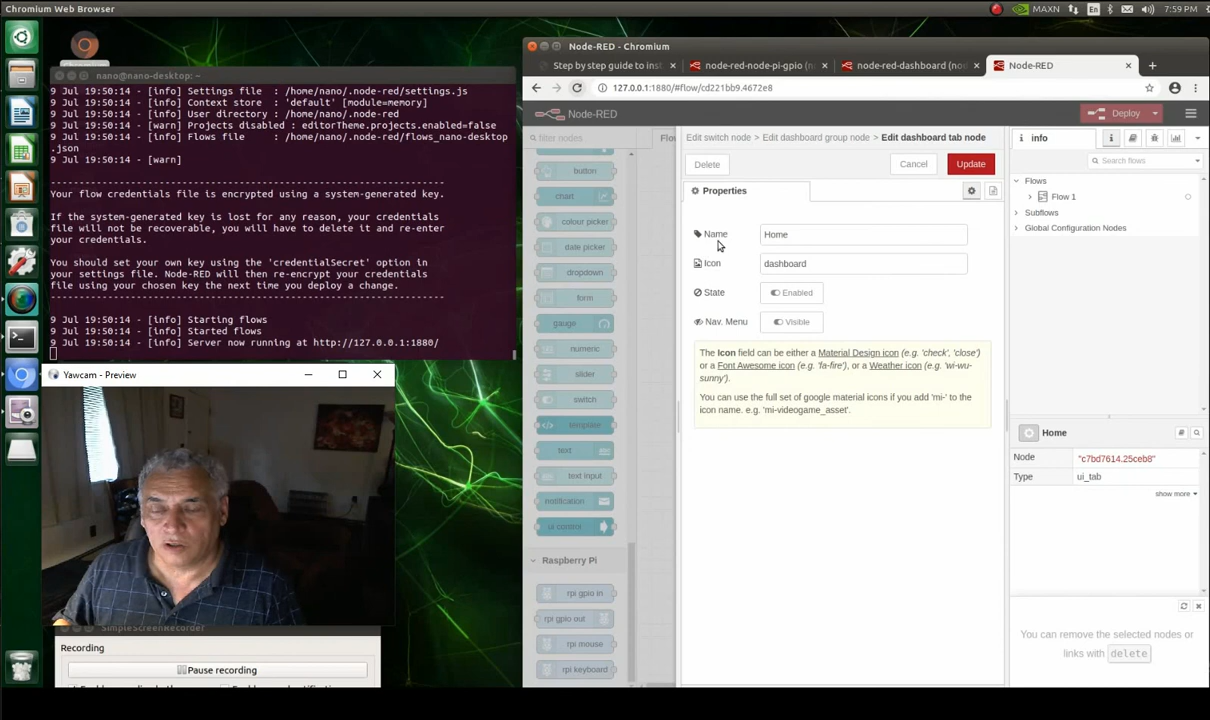 Chromium Web Browser
MAXN
En
7:59 PM
nano@nano-desktop: ~
9 Jul 19:50:14 - [info] Settings file  : /home/nano/.node-red/settings.js
9 Jul 19:50:14 - [info] Context store  : 'default' [module=memory]
9 Jul 19:50:14 - [info] User directory : /home/nano/.node-red
9 Jul 19:50:14 - [warn] Projects disabled : editorTheme.projects.enabled=false
9 Jul 19:50:14 - [info] Flows file     : /home/nano/.node-red/flows_nano-desktop
.json
9 Jul 19:50:14 - [warn]
---------------------------------------------------------------------
Your flow credentials file is encrypted using a system-generated key.
If the system-generated key is lost for any reason, your credentials
file will not be recoverable, you will have to delete it and re-enter
your credentials.
You should set your own key using the 'credentialSecret' option in
your settings file. Node-RED will then re-encrypt your credentials
file using your chosen key the next time you deploy a change.
---------------------------------------------------------------------
9 Jul 19:50:14 - [info] Starting flows
9 Jul 19:50:14 - [info] Started flows
9 Jul 19:50:14 - [info] Server now running at http://127.0.0.1:1880/
Yawcam - Preview
SimpleScreenRecorder
Recording
Pause recording
Node-RED - Chromium
Step by step guide to inst
node-red-node-pi-gpio (n
node-red-dashboard (noc
Node-RED
127.0.0.1:1880/#flow/cd221bb9.4672e8
Node-RED
Deploy
filter nodes
button
chart
colour picker
date picker
dropdown
form
gauge
numeric
slider
switch
template
text
text input
notification
ui control
Raspberry Pi
rpi gpio in
rpi gpio out
rpi mouse
rpi keyboard
Edit switch node > Edit dashboard group node > Edit dashboard tab node
Delete
Cancel
Update
Properties
Name
Home
Icon
dashboard
State
Enabled
Nav. Menu
Visible
The Icon field can be either a Material Design icon (e.g. 'check', 'close')
or a Font Awesome icon (e.g. 'fa-fire'), or a Weather icon (e.g. 'wi-wu-
sunny').
You can use the full set of google material icons if you add 'mi-' to the
icon name. e.g. 'mi-videogame_asset'.
info
Search flows
Flows
Flow 1
Subflows
Global Configuration Nodes
Home
Node
"c7bd7614.25ceb8"
Type
ui_tab
show more
You can remove the selected nodes or
links with delete